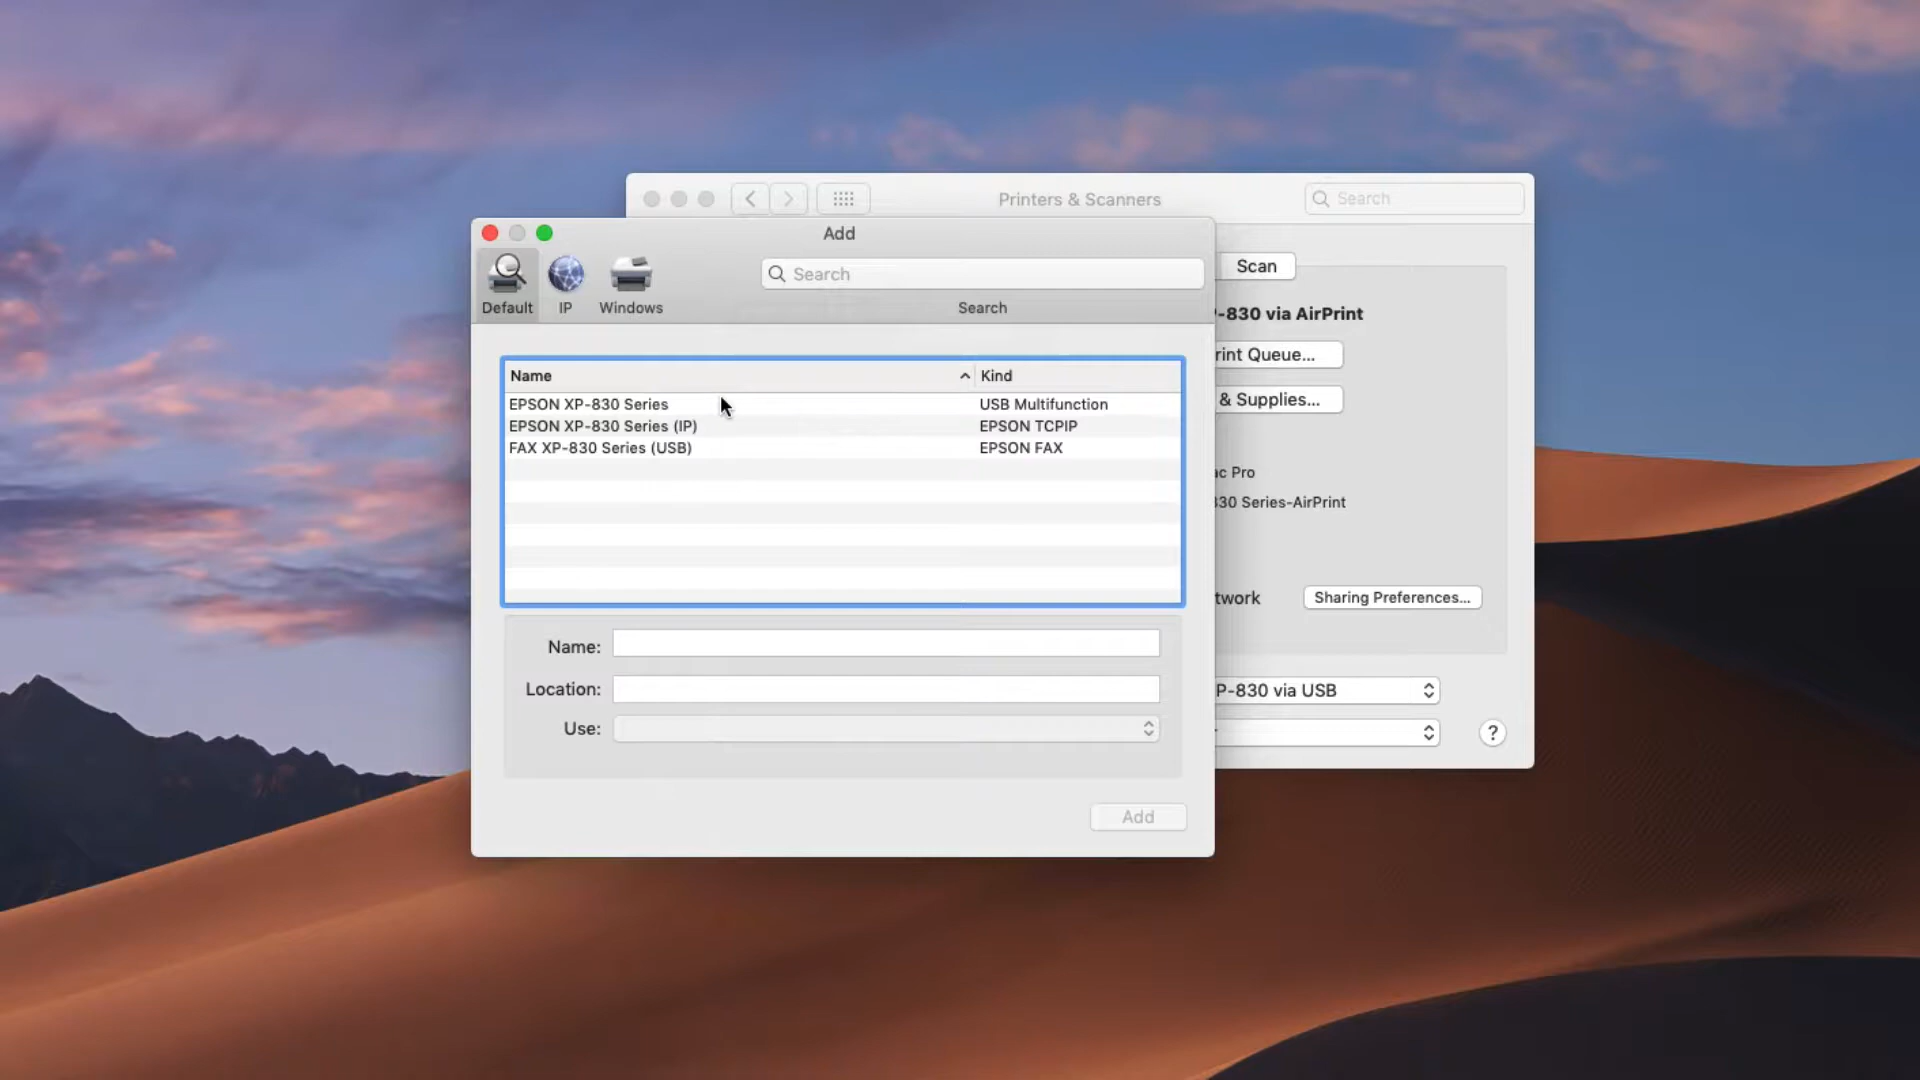 Printers & Scanners
Search
Add
Search
Default
IP
Windows
Search
Scan
-830 via AirPrint
rint Queue...
& Supplies...
Name
Kind
EPSON XP-830 Series
USB Multifunction
EPSON XP-830 Series (IP)
EPSON TCPIP
FAX XP-830 Series (USB)
EPSON FAX
ac Pro
830 Series-AirPrint
twork
Sharing Preferences...
Name:
Location:
Use:
P-830 via USB
?
Add